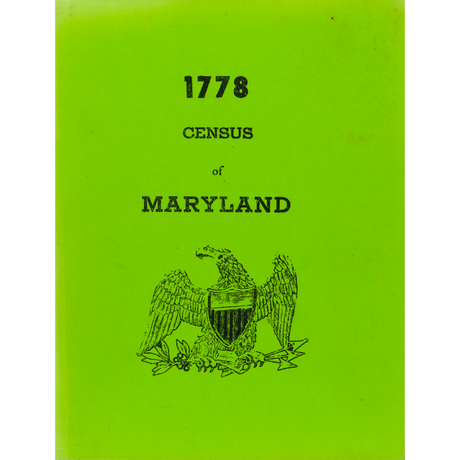 1778
CENSUS
of
MARYLAND